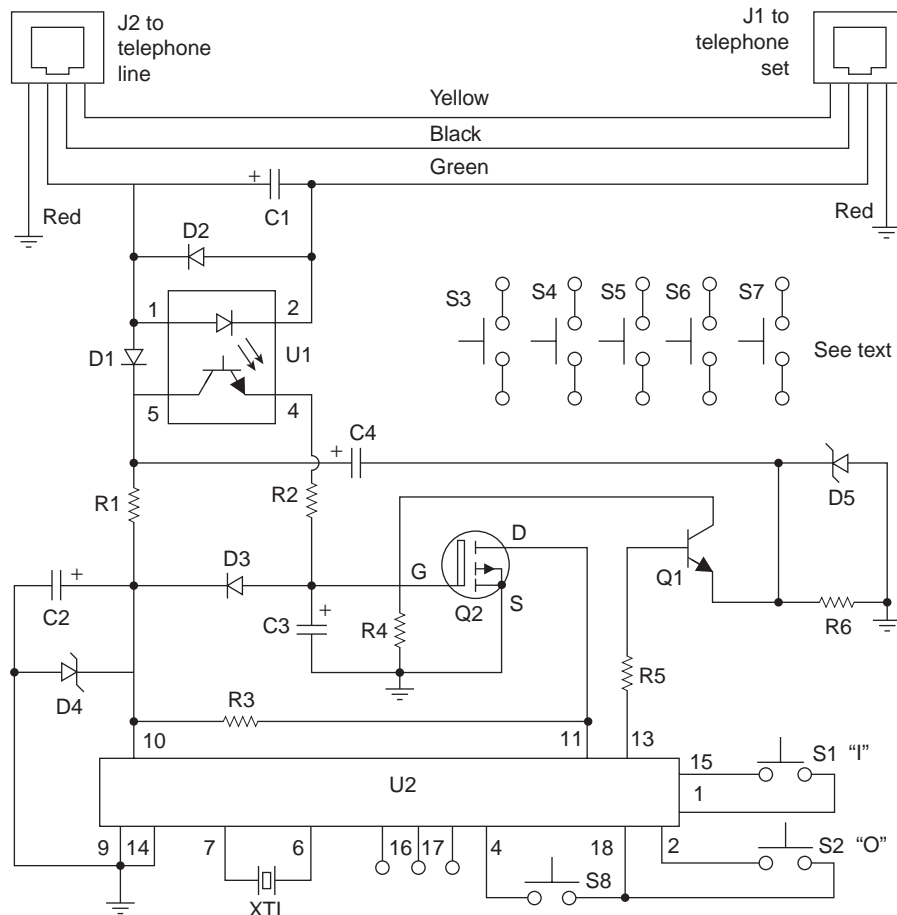 J2 to
telephone
line
J1 to
telephone
set
Yellow
Black
Green
+
C1
Red
Red
D2
1
2
S3
S4
S5
S6
S7
D1
U1
See text
5
4
C4
+
R1
R2
D5
D3
D
G
Q1
+
C2
+
C3
Q2
S
R4
R6
D4
R5
R3
10
11
13
15
S1 "I"
U2
1
9
14
7
6
16
17
4
18
2
S2 "O"
S8
XTL